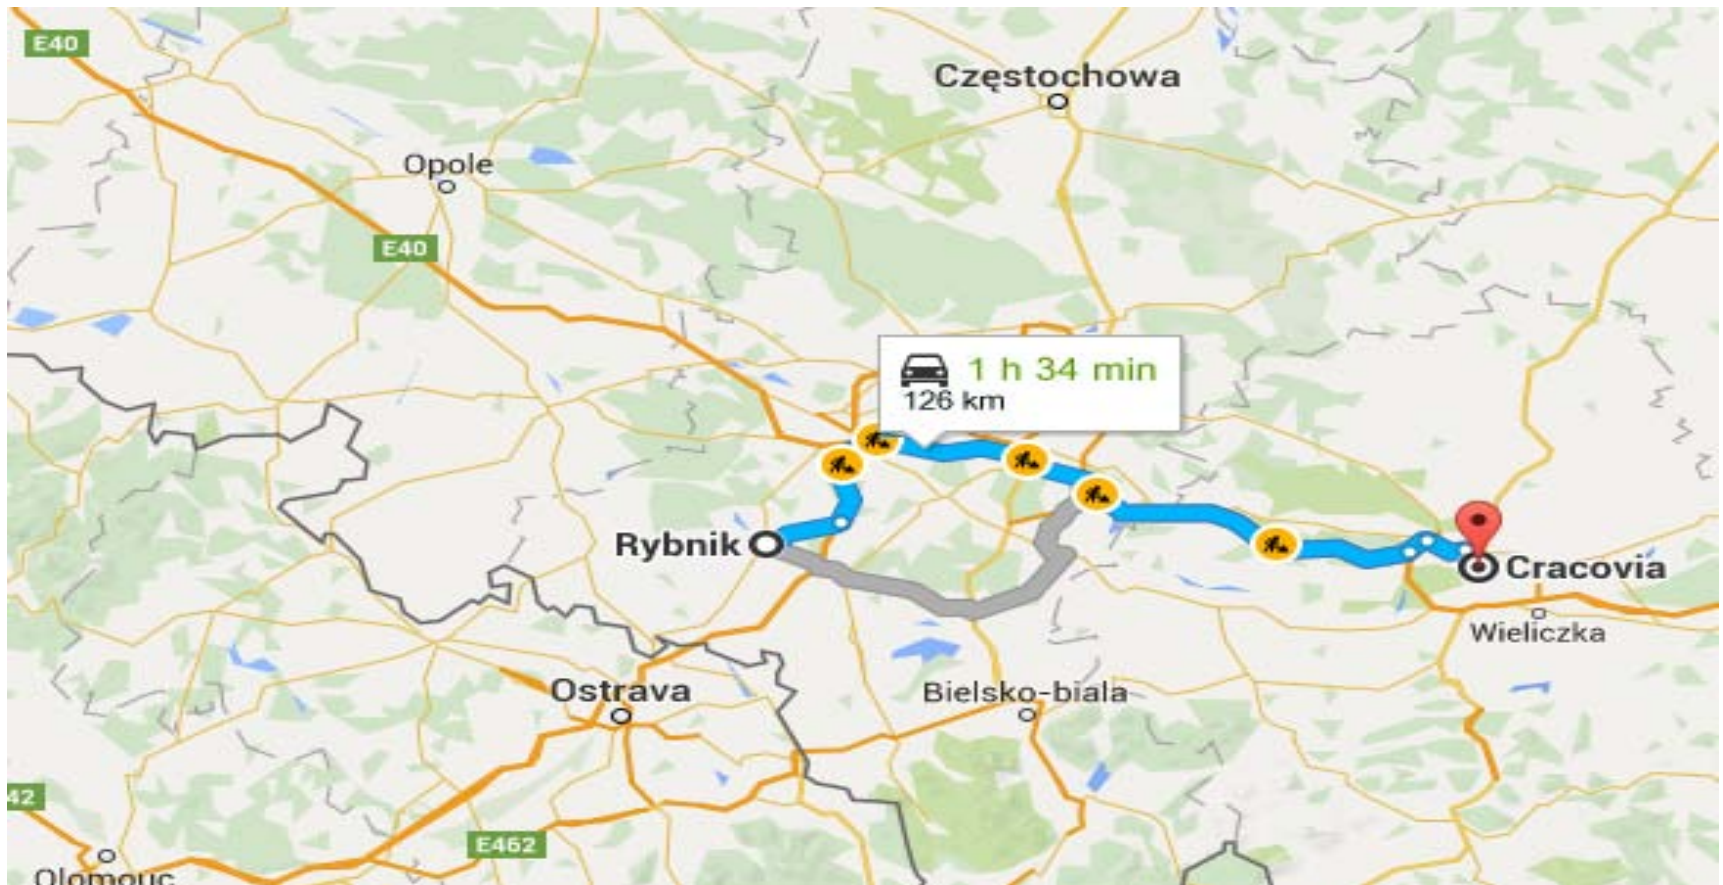 E40
Częstochowa
Opole
E40
1 h 34 min
126 km
Rybnik
Cracovia
Wieliczka
Ostrava
Bielsko-biala
42
E462
Olomouc